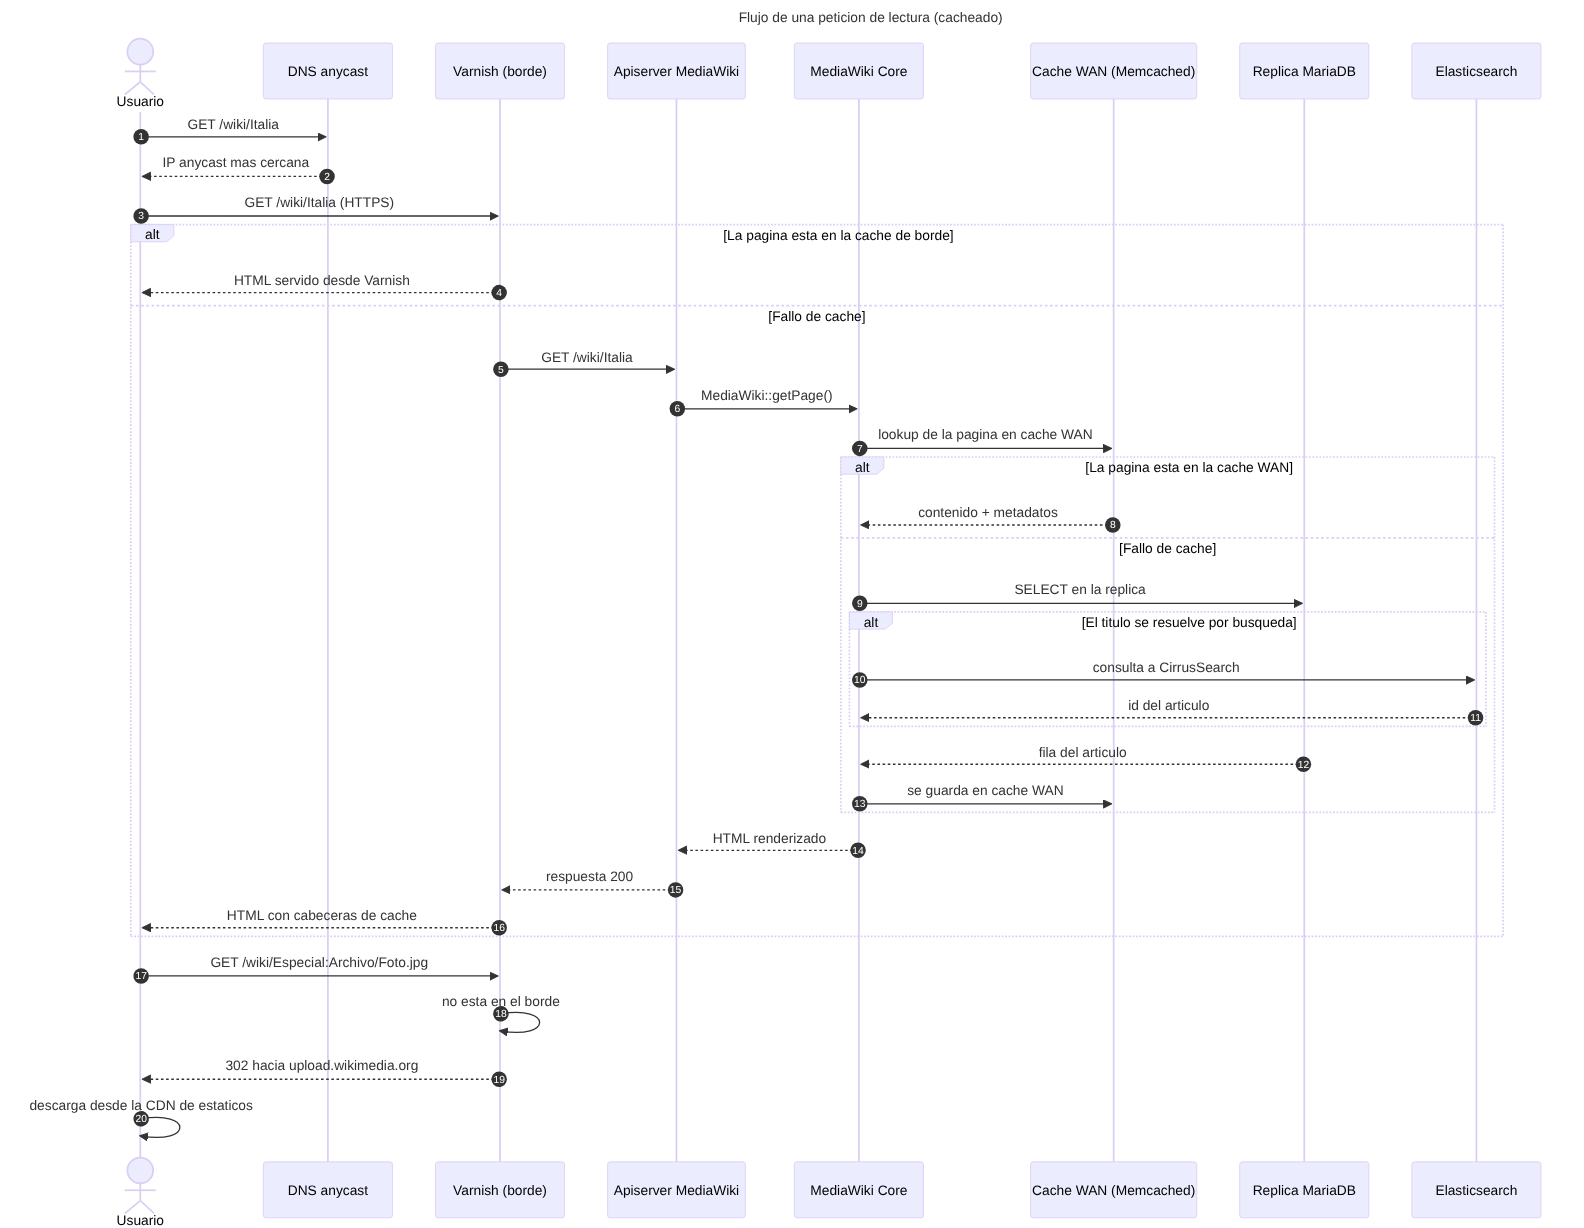 Flujo de una peticion de lectura (cacheado)
Usuario
DNS anycast
Varnish (borde)
Apiserver MediaWiki
MediaWiki Core
Cache WAN (Memcached)
Replica MariaDB
Elasticsearch
GET /wiki/Italia
1
IP anycast mas cercana
2
GET /wiki/Italia (HTTPS)
3
alt
[La pagina esta en la cache de borde]
HTML servido desde Varnish
4
[Fallo de cache]
GET /wiki/Italia
5
MediaWiki::getPage()
6
lookup de la pagina en cache WAN
7
alt
[La pagina esta en la cache WAN]
contenido + metadatos
8
[Fallo de cache]
SELECT en la replica
9
alt
[El titulo se resuelve por busqueda]
consulta a CirrusSearch
10
id del articulo
11
fila del articulo
12
se guarda en cache WAN
13
HTML renderizado
14
respuesta 200
15
HTML con cabeceras de cache
16
GET /wiki/Especial:Archivo/Foto.jpg
17
no esta en el borde
18
302 hacia upload.wikimedia.org
19
descarga desde la CDN de estaticos
20
Usuario
DNS anycast
Varnish (borde)
Apiserver MediaWiki
MediaWiki Core
Cache WAN (Memcached)
Replica MariaDB
Elasticsearch